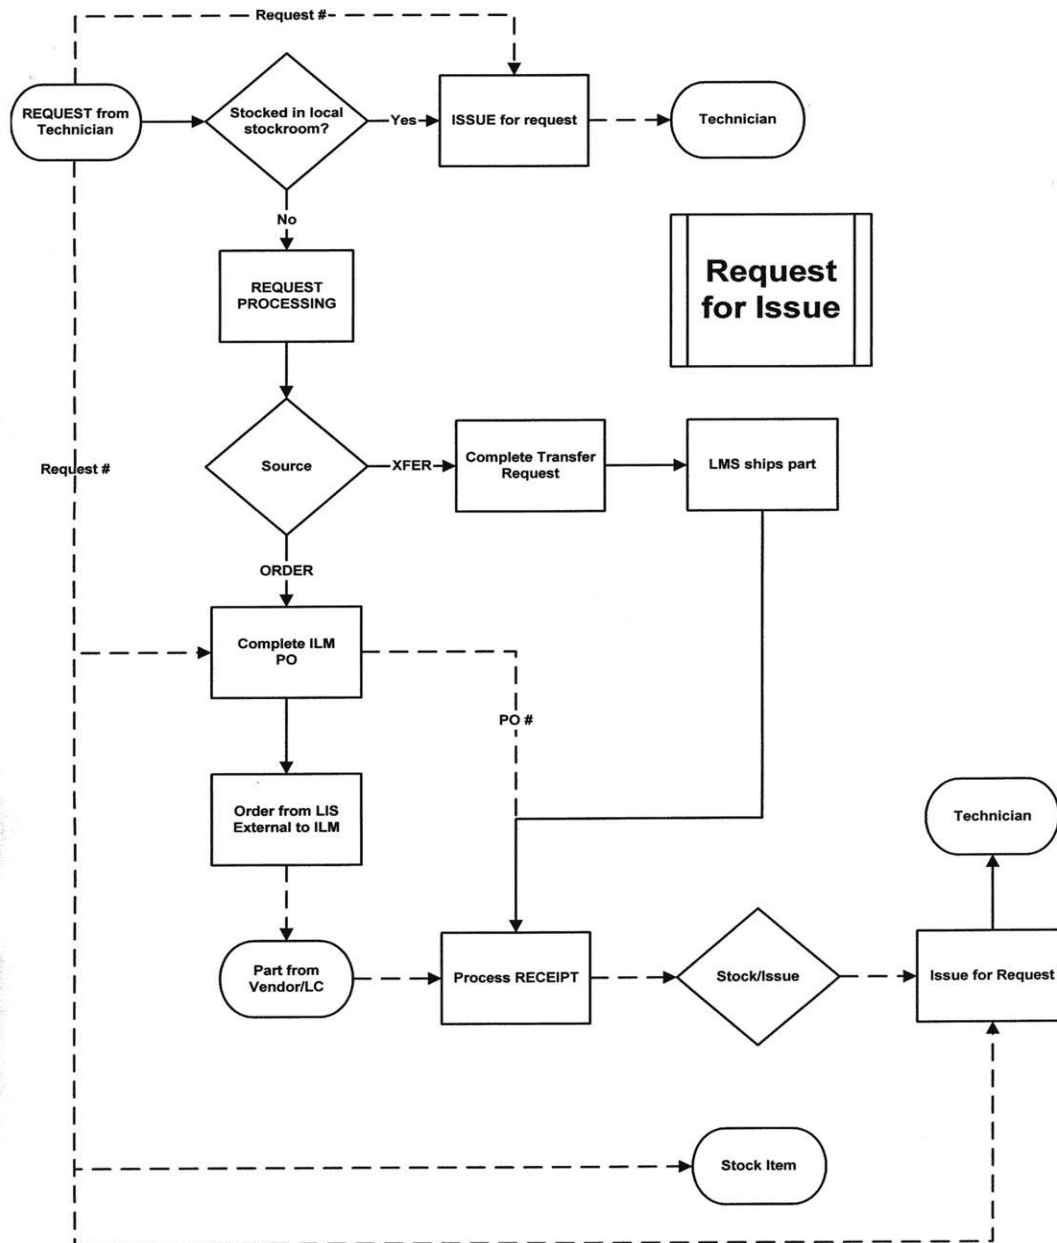 Request #
REQUEST from
Technician
Stocked in local
stockroom?
Yes
ISSUE for request
Technician
No
REQUEST
PROCESSING
Request
for Issue
Request #
Source
XFER
Complete Transfer
Request
LMS ships part
ORDER
Complete ILM
PO
PO #
Order from LIS
External to ILM
Technician
Part from
Vendor/LC
Process RECEIPT
Stock/Issue
Issue for Request
Stock Item